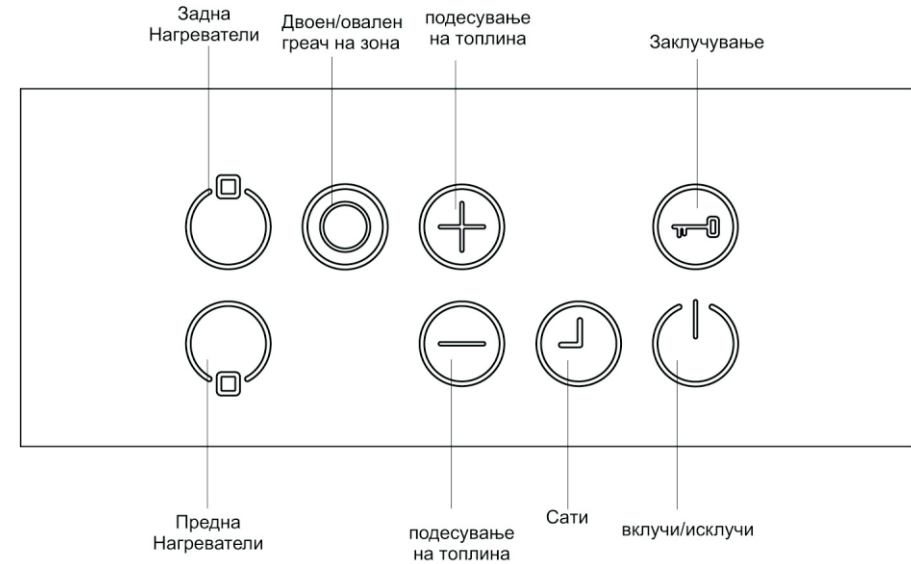 Задна
Нагреватели
Двоен/овален
греач на зона
подесување
на топлина
Заклучување
Предна
Нагреватели
подесување
на топлина
Сати
вклучи/исклучи